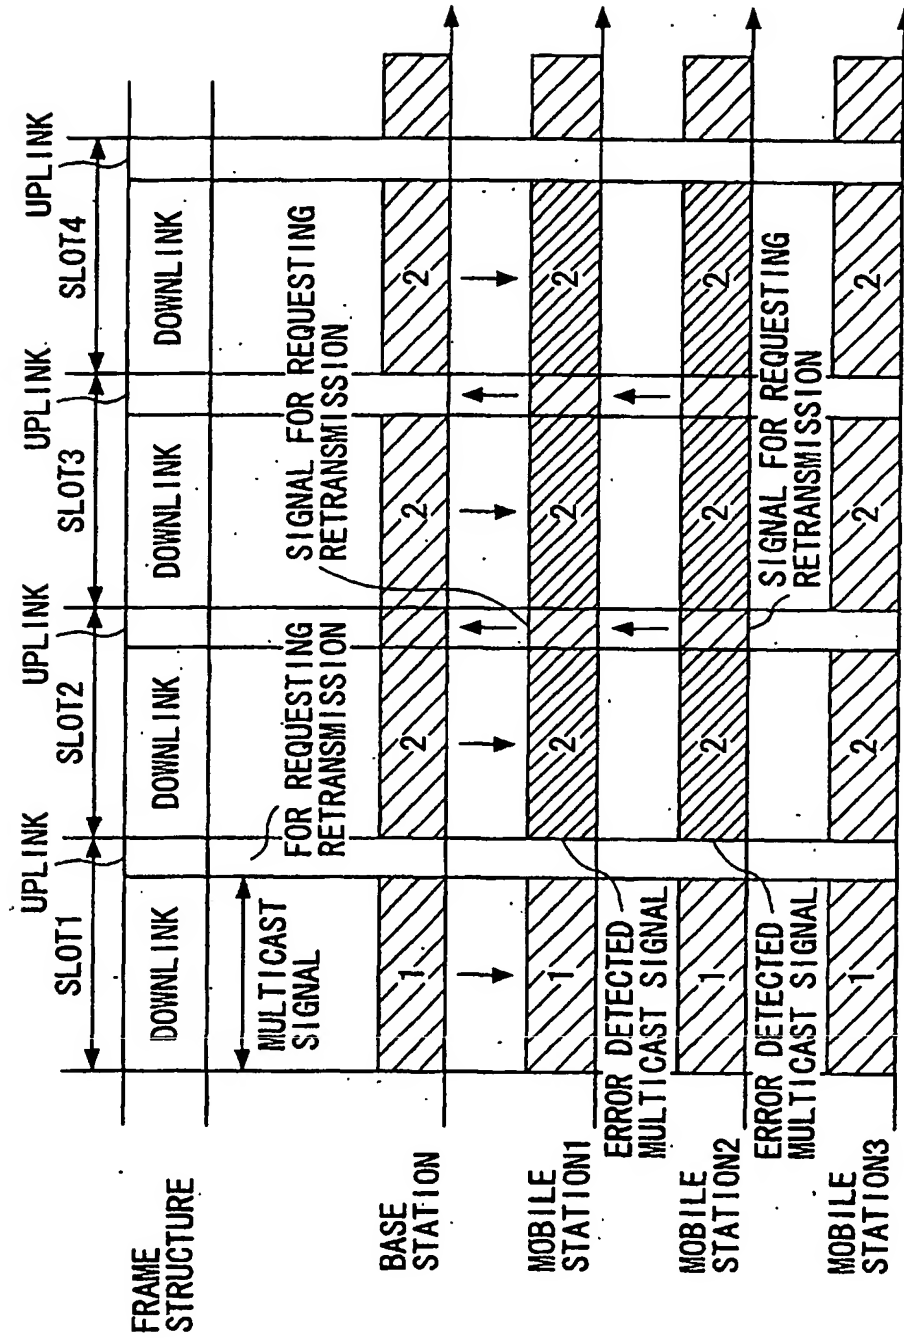 UPLINK
UPLINK
UPLINK
UPLINK
SLOT1
SLOT2
SLOT3
SLOT4
FRAME
STRUCTURE
DOWNLINK
DOWNLINK
DOWNLINK
DOWNLINK
MULTICAST
SIGNAL
FOR REQUESTING
RETRANSMISSION
SIGNAL FOR REQUESTING
RETRANSMISSION
BASE
STATION
1
2
2
2
MOBILE
STATION1
1
2
2
2
ERROR DETECTED
MULTICAST SIGNAL
MOBILE
STATION2
1
2
2
2
ERROR DETECTED
MULTICAST SIGNAL
SIGNAL FOR REQUESTING
RETRANSMISSION
MOBILE
STATION3
1
2
2
2